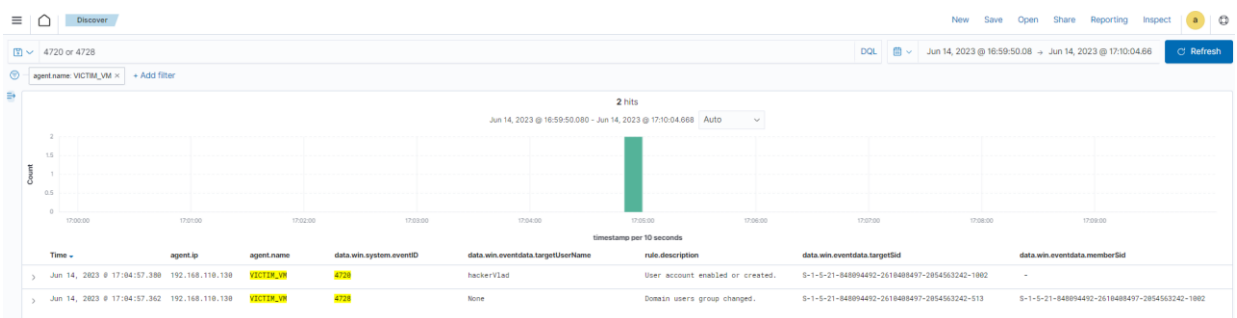 Discover New Save Open Share Reporting Inspect a
4720 or 4728 DQL Jun 14, 2023 @ 16:59:50.08 → Jun 14, 2023 @ 17:10:04.66 Refresh
agent.name: VICTIM_VM × + Add filter
2 hits
Jun 14, 2023 @ 16:59:50.080 - Jun 14, 2023 @ 17:10:04.668 Auto
Count
2
1.5
1
0.5
0
17:00:00 17:01:00 17:02:00 17:03:00 17:04:00 17:05:00 17:06:00 17:07:00 17:08:00 17:09:00
timestamp per 10 seconds
Time agent.ip agent.name data.win.system.eventID data.win.eventdata.targetUserName rule.description data.win.eventdata.targetSid data.win.eventdata.memberSid
Jun 14, 2023 @ 17:04:57.380 192.168.110.130 VICTIM_VM 4720 hackerVlad User account enabled or created. S-1-5-21-848094492-2610408497-2054563242-1002 -
Jun 14, 2023 @ 17:04:57.362 192.168.110.130 VICTIM_VM 4728 None Domain users group changed. S-1-5-21-848094492-2610408497-2054563242-513 S-1-5-21-848094492-2610408497-2054563242-1002